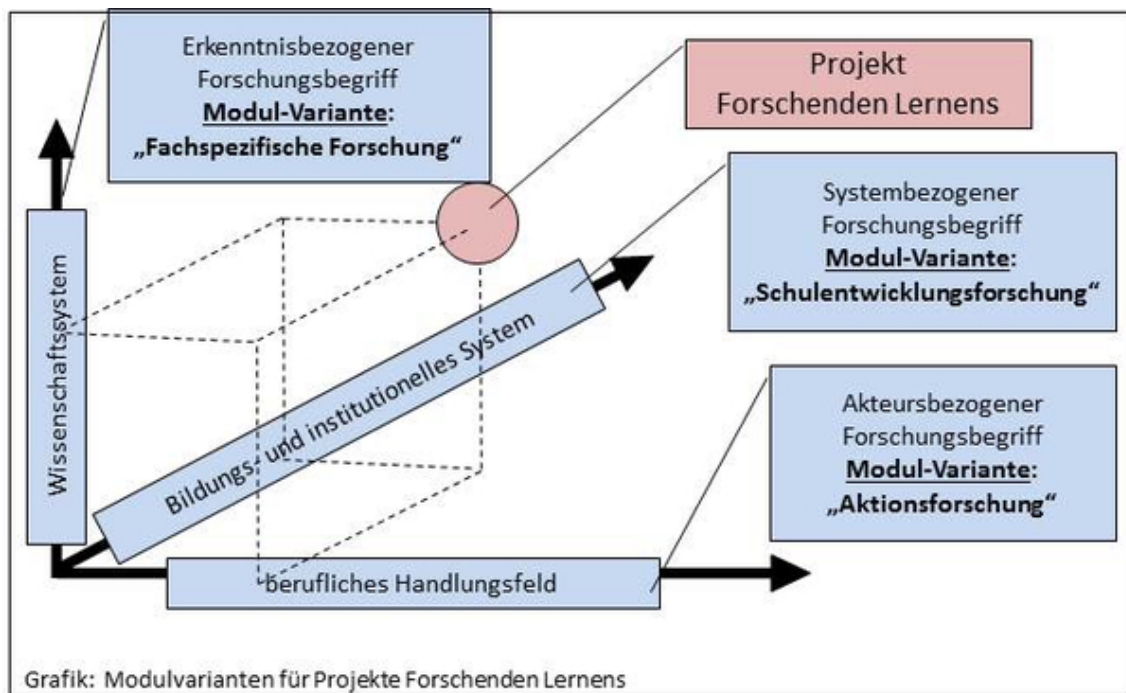 Erkenntnisbezogener
Forschungsbegriff
Modul-Variante:
„Fachspezifische Forschung“
Projekt
Forschenden Lernens
Systembezogener
Forschungsbegriff
Modul-Variante:
„Schulentwicklungsforschung“
Wissenschaftssystem
Bildungs- und institutionelles System
Akteursbezogener
Forschungsbegriff
Modul-Variante:
„Aktionsforschung“
berufliches Handlungsfeld
Grafik: Modulvarianten für Projekte Forschenden Lernens